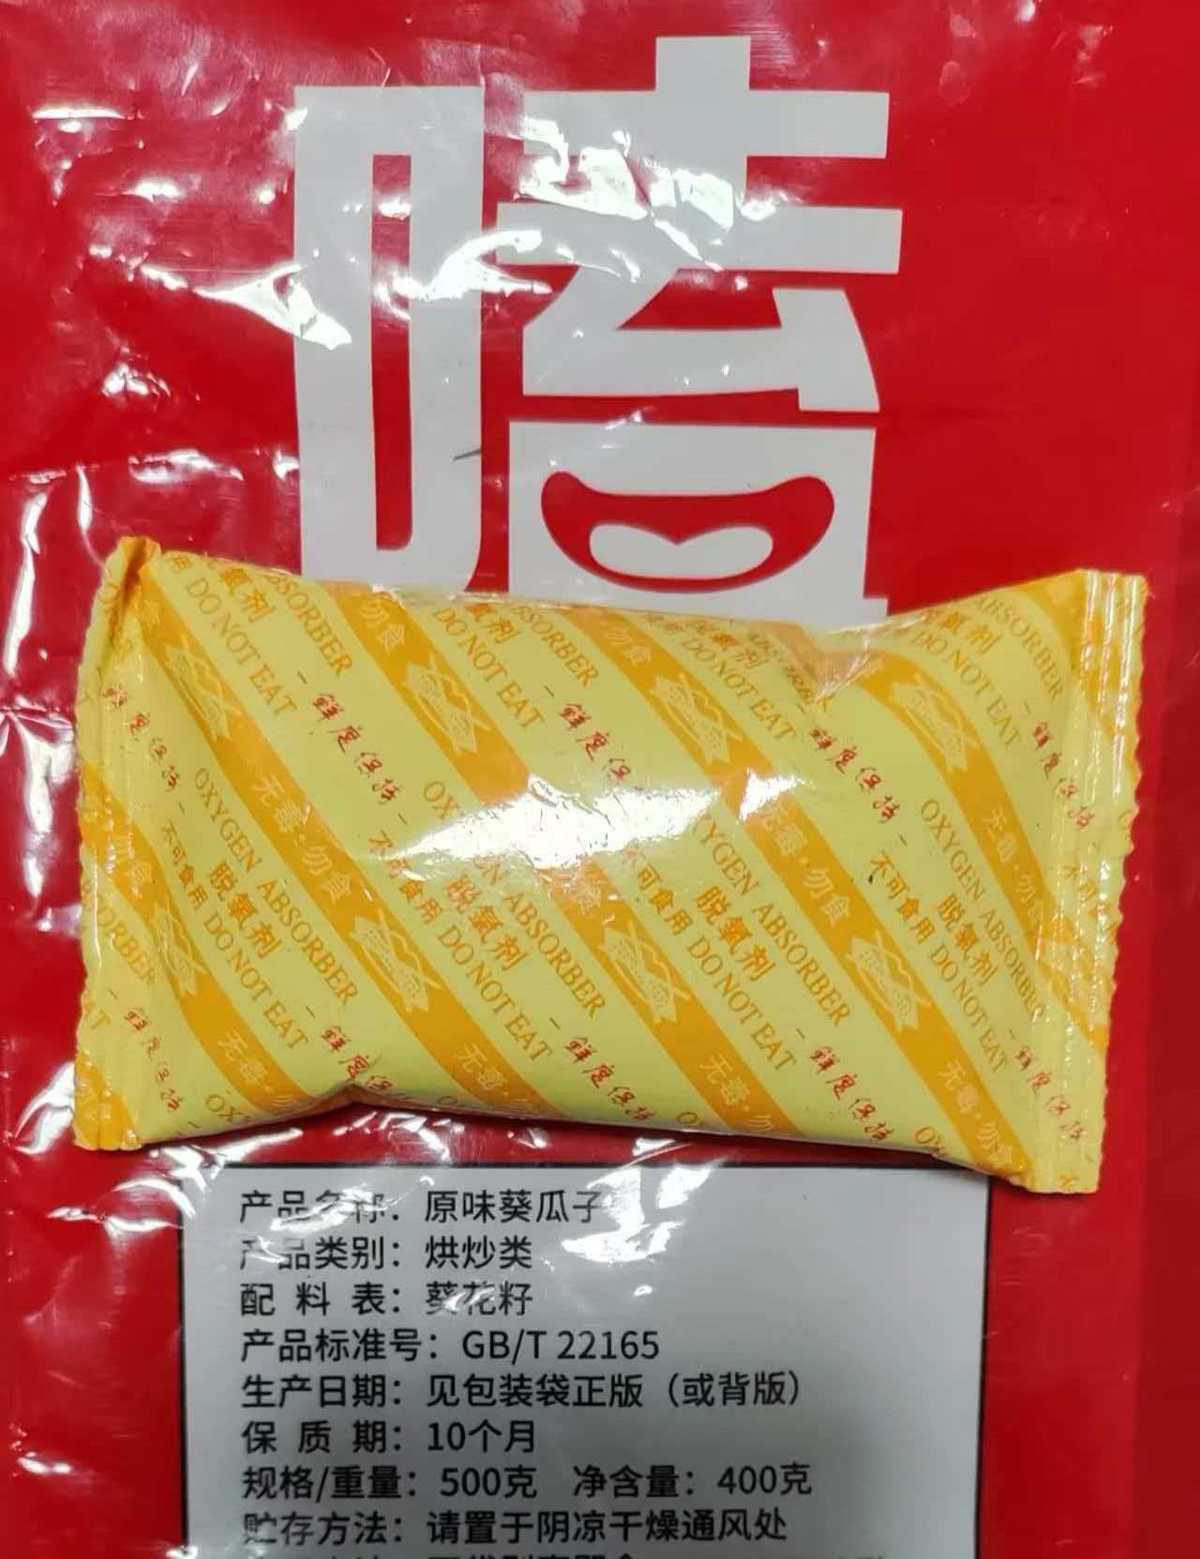 嗑
OXYGEN ABSORBER
脱氧剂
不可食用 DO NOT EAT
鲜度保持
无毒·勿食
产品名称：原味葵瓜子
产品类别：烘炒类
配 料 表：葵花籽
产品标准号：GB/T 22165
生产日期：见包装袋正版（或背版）
保 质 期：10个月
规格/重量：500克 净含量：400克
贮存方法：请置于阴凉干燥通风处